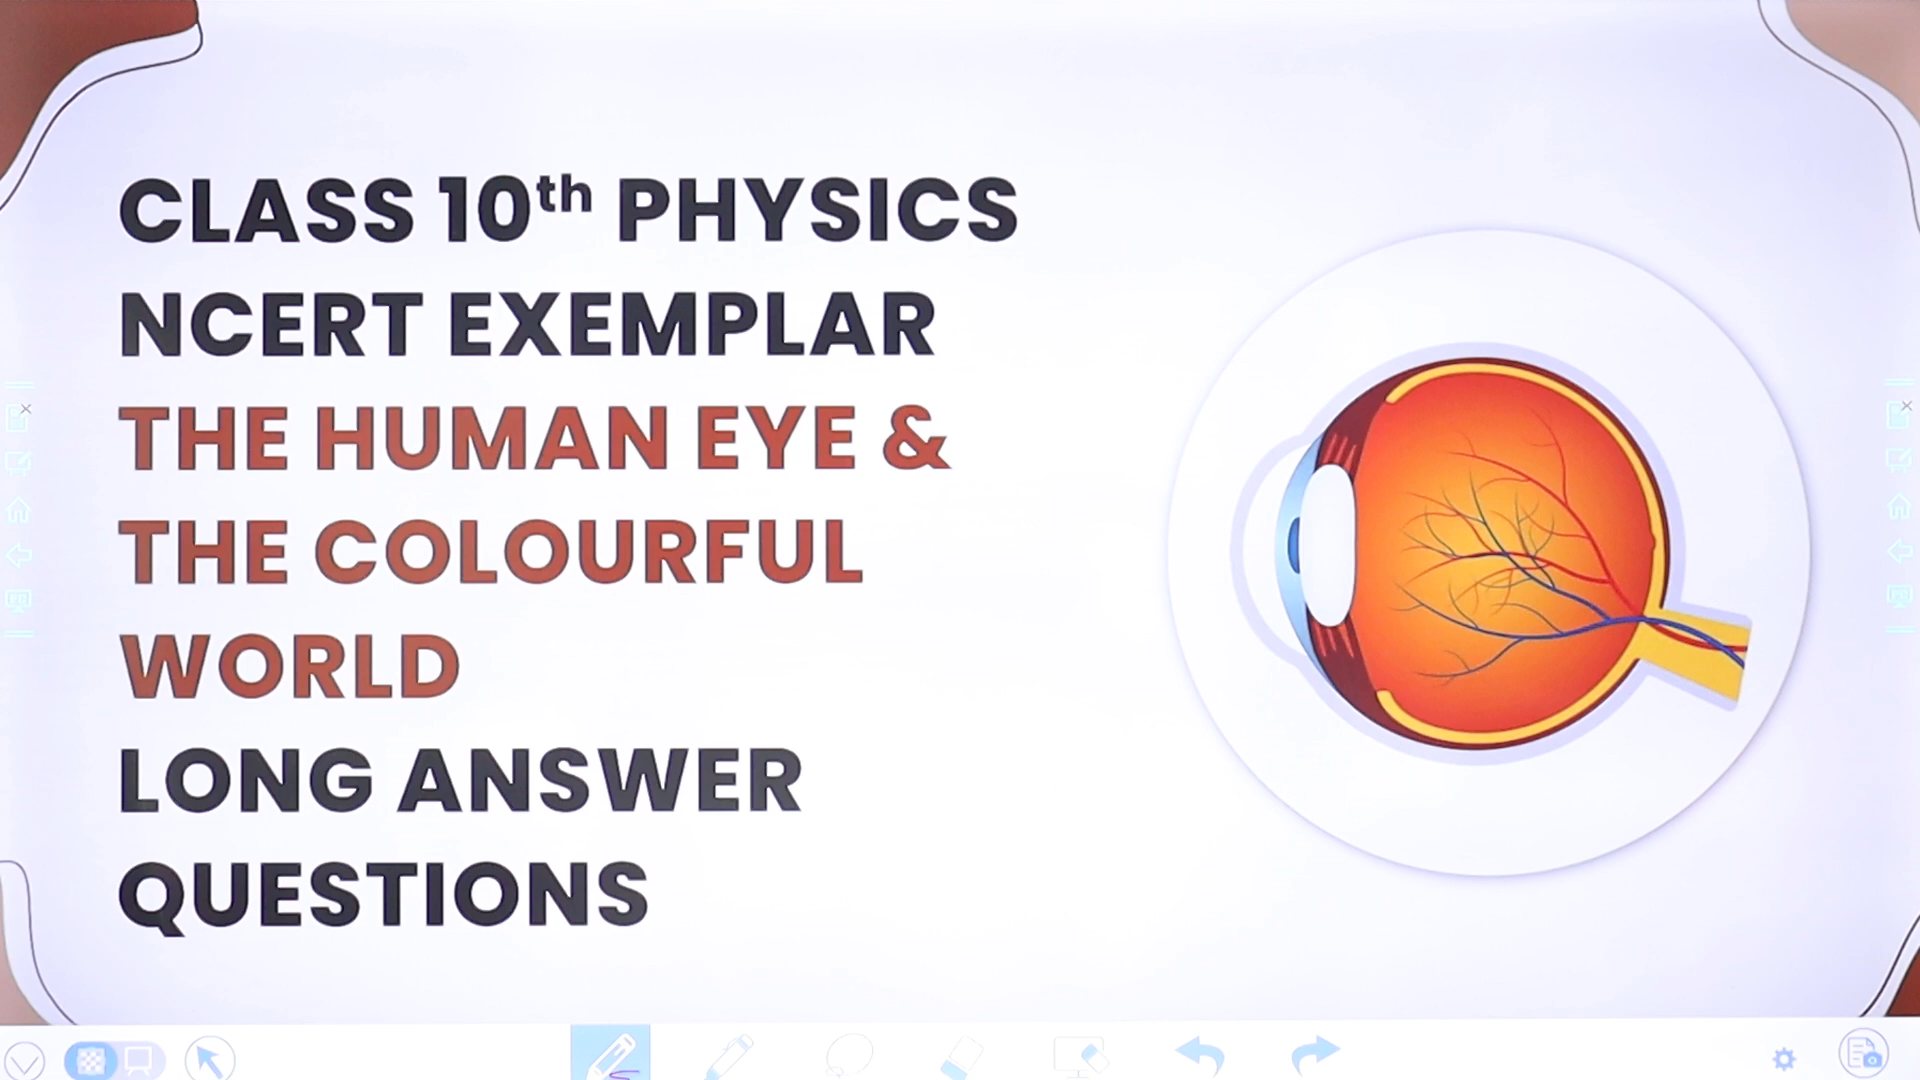 CLASS 10th PHYSICS
NCERT EXEMPLAR
THE HUMAN EYE &
THE COLOURFUL
WORLD
LONG ANSWER
QUESTIONS